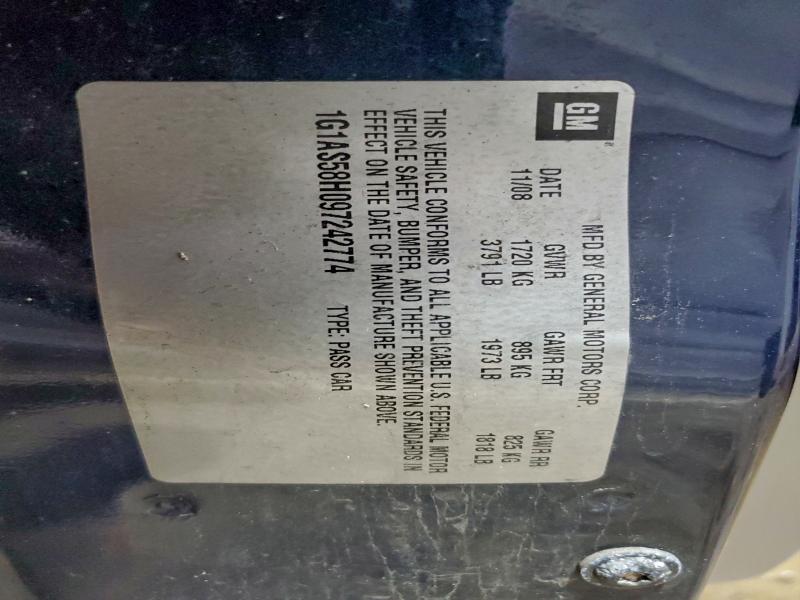 GM
MFD BY GENERAL MOTORS CORP.
DATE GVWR GAWR FRT GAWR RR
11/08 1720 KG 895 KG 825 KG
3791 LB 1973 LB 1818 LB
THIS VEHICLE CONFORMS TO ALL APPLICABLE U.S. FEDERAL MOTOR
VEHICLE SAFETY, BUMPER, AND THEFT PREVENTION STANDARDS IN
EFFECT ON THE DATE OF MANUFACTURE SHOWN ABOVE.
1G1AS58H097242774 TYPE: PASS CAR